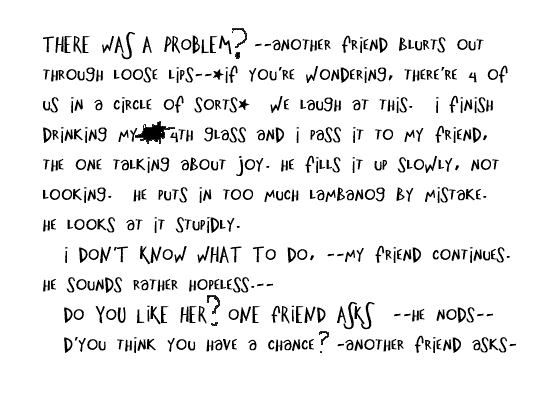 THERE WAS A PROBLEM? --ANOTHER FRIEND BLURTS OUT
THROUGH LOOSE LIPS--*IF YOU'RE WONDERING, THERE'RE 4 OF
US IN A CIRCLE OF SORTS* WE LAUGH AT THIS. I FINISH
DRINKING MY 4TH GLASS AND I PASS IT TO MY FRIEND,
THE ONE TALKING ABOUT JOY. HE FILLS IT UP SLOWLY, NOT
LOOKING. HE PUTS IN TOO MUCH LAMBANOG BY MISTAKE.
HE LOOKS AT IT STUPIDLY.
I DON'T KNOW WHAT TO DO, --MY FRIEND CONTINUES.
HE SOUNDS RATHER HOPELESS.--
DO YOU LIKE HER? ONE FRIEND ASKS --HE NODS--
D'YOU THINK YOU HAVE A CHANCE? -ANOTHER FRIEND ASKS-